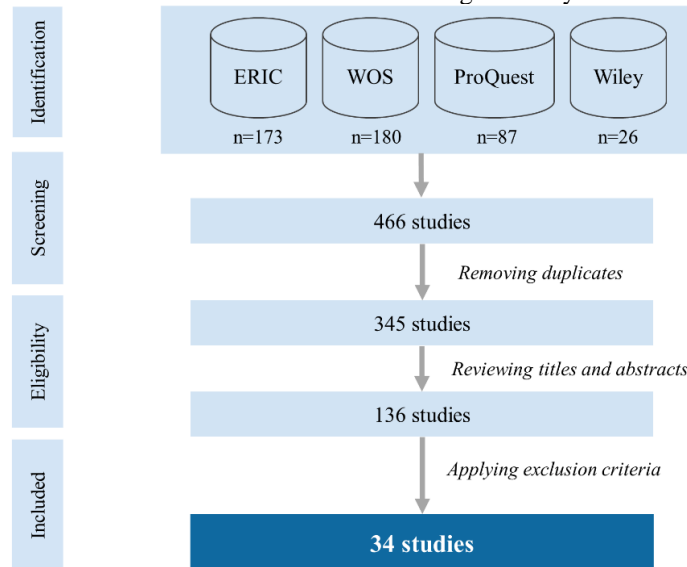 Identification
ERIC
WOS
ProQuest
Wiley
n=173
n=180
n=87
n=26
Screening
466 studies
Removing duplicates
Eligibility
345 studies
Reviewing titles and abstracts
136 studies
Included
Applying exclusion criteria
34 studies